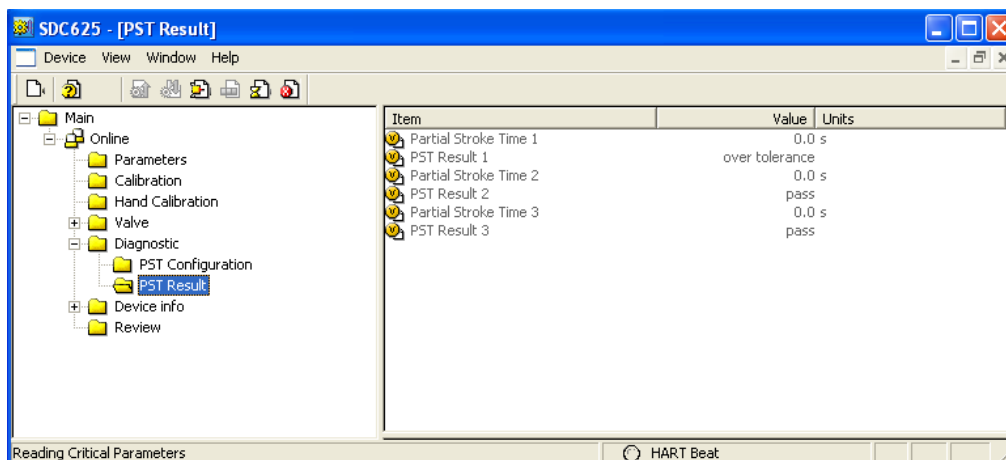 SDC625 - [PST Result]
Device View Window Help
Main
Online
Parameters
Calibration
Hand Calibration
Valve
Diagnostic
PST Configuration
PST Result
Device info
Review
Item Value Units
Partial Stroke Time 1 0.0 s
PST Result 1 over tolerance
Partial Stroke Time 2 0.0 s
PST Result 2 pass
Partial Stroke Time 3 0.0 s
PST Result 3 pass
Reading Critical Parameters HART Beat